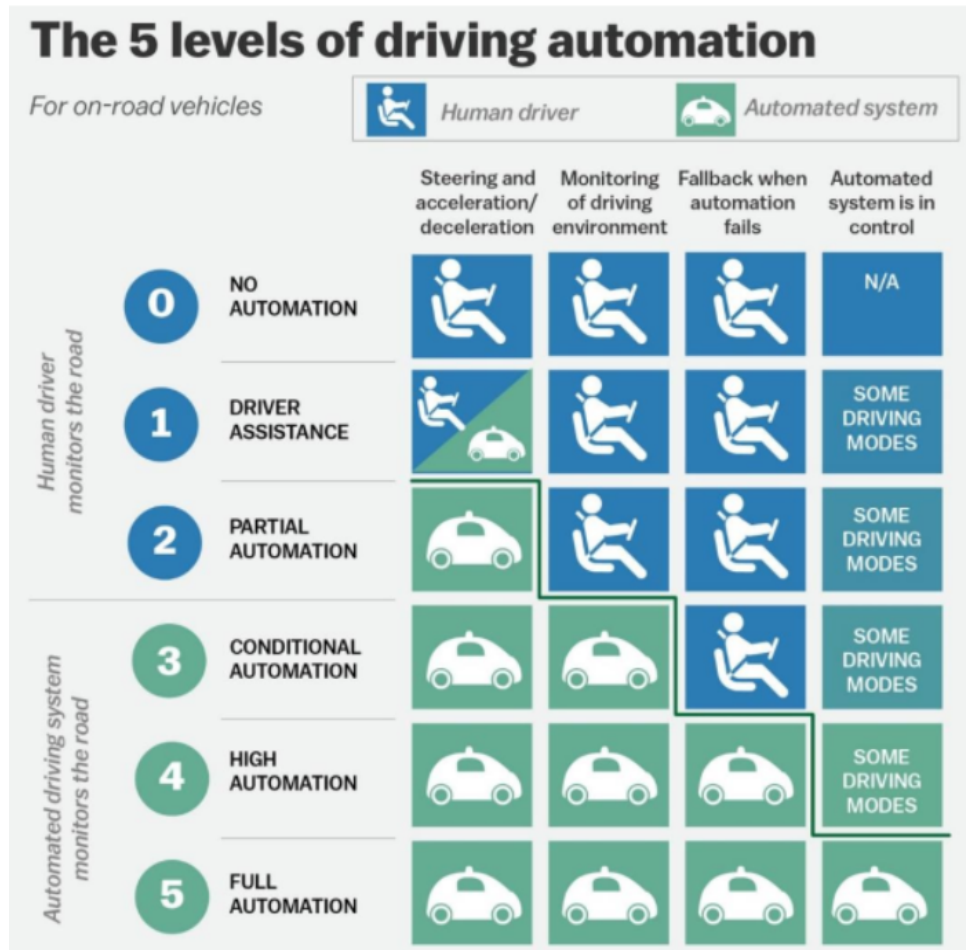 The 5 levels of driving automation
For on-road vehicles
Human driver
Automated system
Steering and
acceleration/
deceleration
Monitoring
of driving
environment
Fallback when
automation
fails
Automated
system is in
control
Human driver
monitors the road
0
NO
AUTOMATION
N/A
1
DRIVER
ASSISTANCE
SOME
DRIVING
MODES
2
PARTIAL
AUTOMATION
SOME
DRIVING
MODES
Automated driving system
monitors the road
3
CONDITIONAL
AUTOMATION
SOME
DRIVING
MODES
4
HIGH
AUTOMATION
SOME
DRIVING
MODES
5
FULL
AUTOMATION